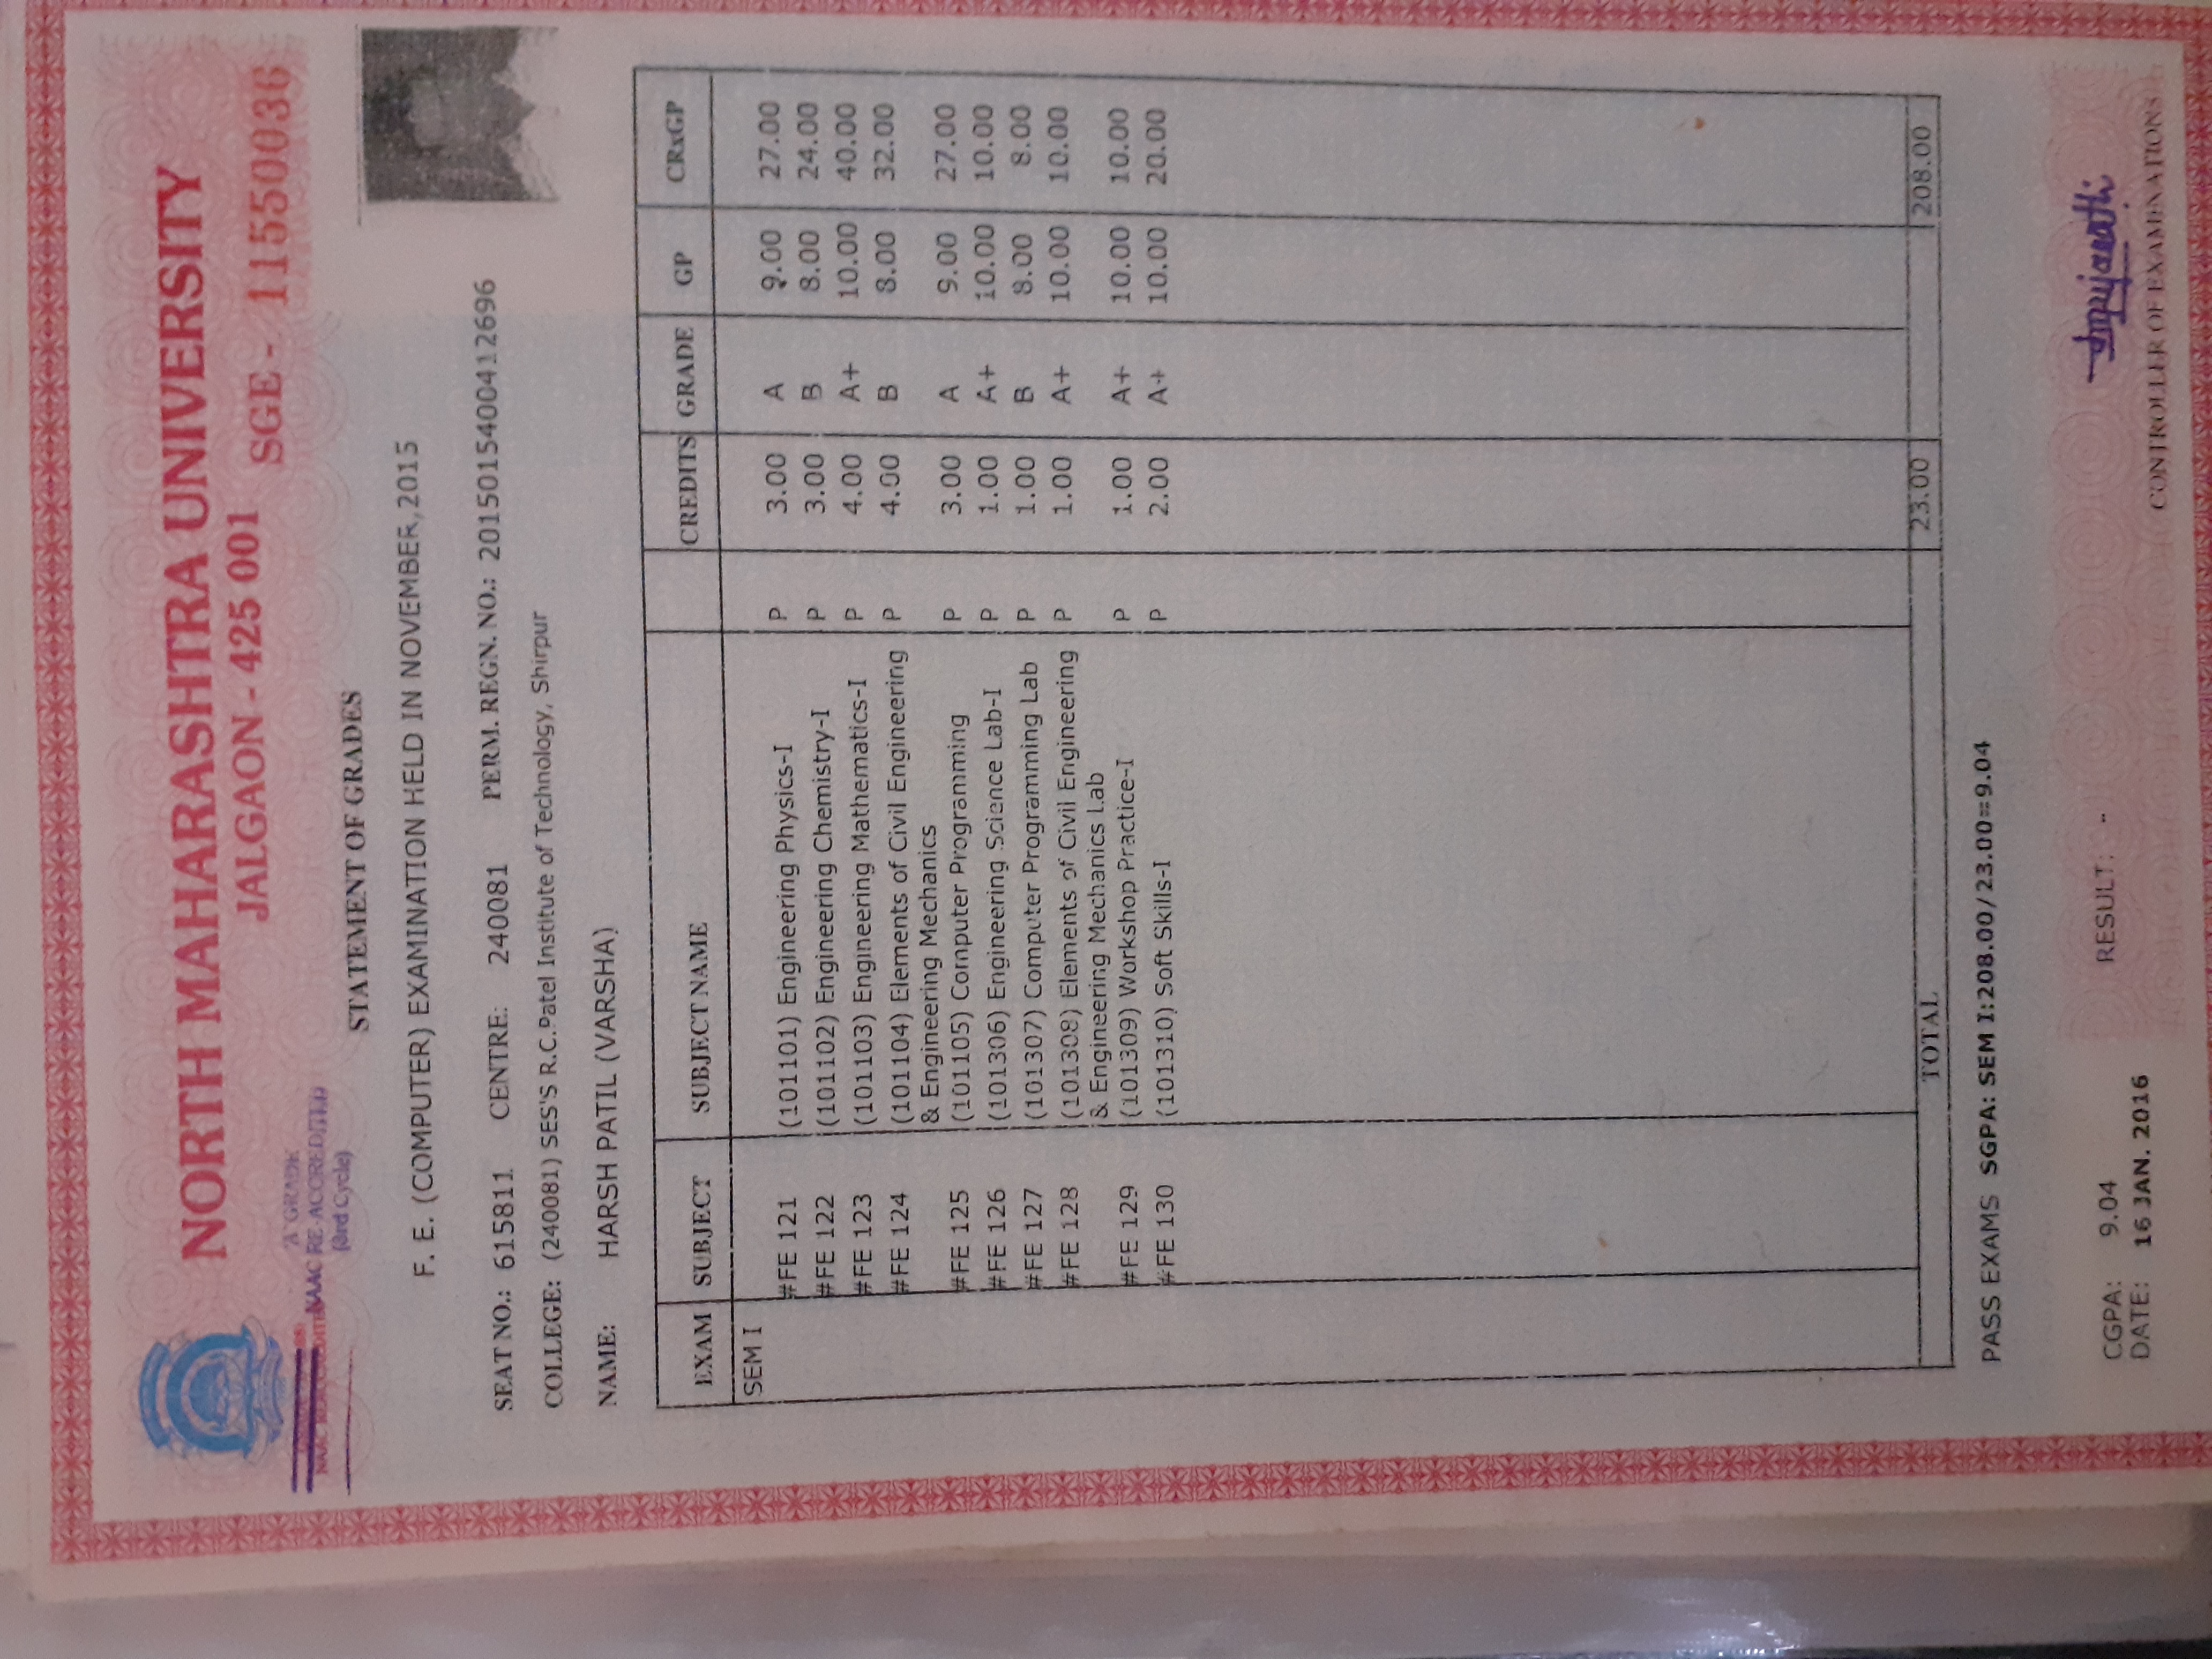 NORTH MAHARASHTRA UNIVERSITY
JALGAON - 425 001
SGE - 11550036
NAAC REACCREDITED
'A' GRADE
NAAC RE-ACCREDITED
(3rd Cycle)
STATEMENT OF GRADES
F. E. (COMPUTER) EXAMINATION HELD IN NOVEMBER,2015
SEAT NO.: 615811 CENTRE: 240081 PERM. REGN. NO.: 2015015400412696
COLLEGE: (240081) SES'S R.C.Patel Institute of Technology, Shirpur
NAME: HARSH PATIL (VARSHA)
EXAM SUBJECT SUBJECT NAME CREDITS GRADE GP CRxGP
SEM I
#FE 121 (101101) Engineering Physics-I P 3.00 A 9.00 27.00
#FE 122 (101102) Engineering Chemistry-I P 3.00 B 8.00 24.00
#FE 123 (101103) Engineering Mathematics-I P 4.00 A+ 10.00 40.00
#FE 124 (101104) Elements of Civil Engineering P 4.00 B 8.00 32.00
& Engineering Mechanics
#FE 125 (101105) Computer Programming P 3.00 A 9.00 27.00
#FE 126 (101306) Engineering Science Lab-I P 1.00 A+ 10.00 10.00
#FE 127 (101307) Computer Programming Lab P 1.00 B 8.00 8.00
#FE 128 (101308) Elements of Civil Engineering P 1.00 A+ 10.00 10.00
& Engineering Mechanics Lab
#FE 129 (101309) Workshop Practice-I P 1.00 A+ 10.00 10.00
#FE 130 (101310) Soft Skills-I P 2.00 A+ 10.00 20.00
TOTAL 23.00 208.00
PASS EXAMS SGPA: SEM I:208.00/23.00=9.04
CGPA: 9.04 RESULT: -
DATE: 16 JAN. 2016
CONTROLLER OF EXAMINATIONS